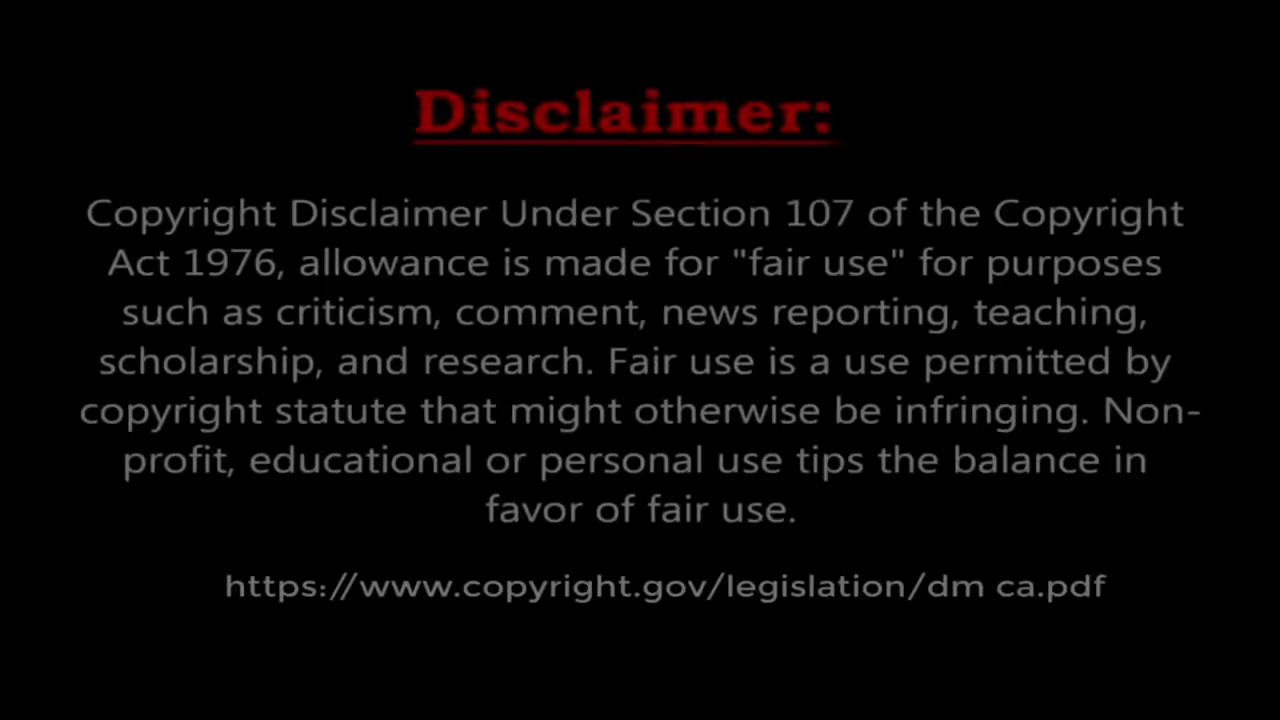 Disclaimer:
Copyright Disclaimer Under Section 107 of the Copyright
Act 1976, allowance is made for "fair use" for purposes
such as criticism, comment, news reporting, teaching,
scholarship, and research. Fair use is a use permitted by
copyright statute that might otherwise be infringing. Non-
profit, educational or personal use tips the balance in
favor of fair use.
https://www.copyright.gov/legislation/dm ca.pdf